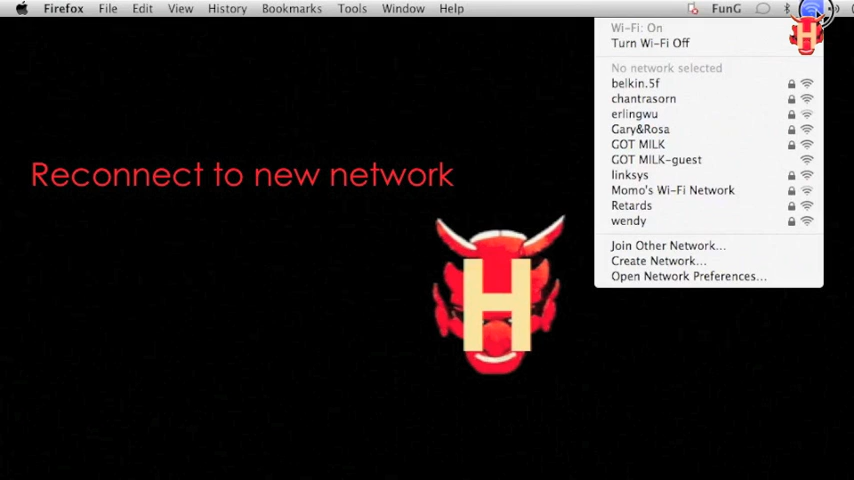 Firefox File Edit View History Bookmarks Tools Window Help FunG
Wi-Fi: On
Turn Wi-Fi Off
No network selected
belkin.5f
chantrasorn
erlingwu
Gary&Rosa
GOT MILK
GOT MILK-guest
linksys
Momo's Wi-Fi Network
Retards
wendy
Join Other Network...
Create Network...
Open Network Preferences...
Reconnect to new network
H
H